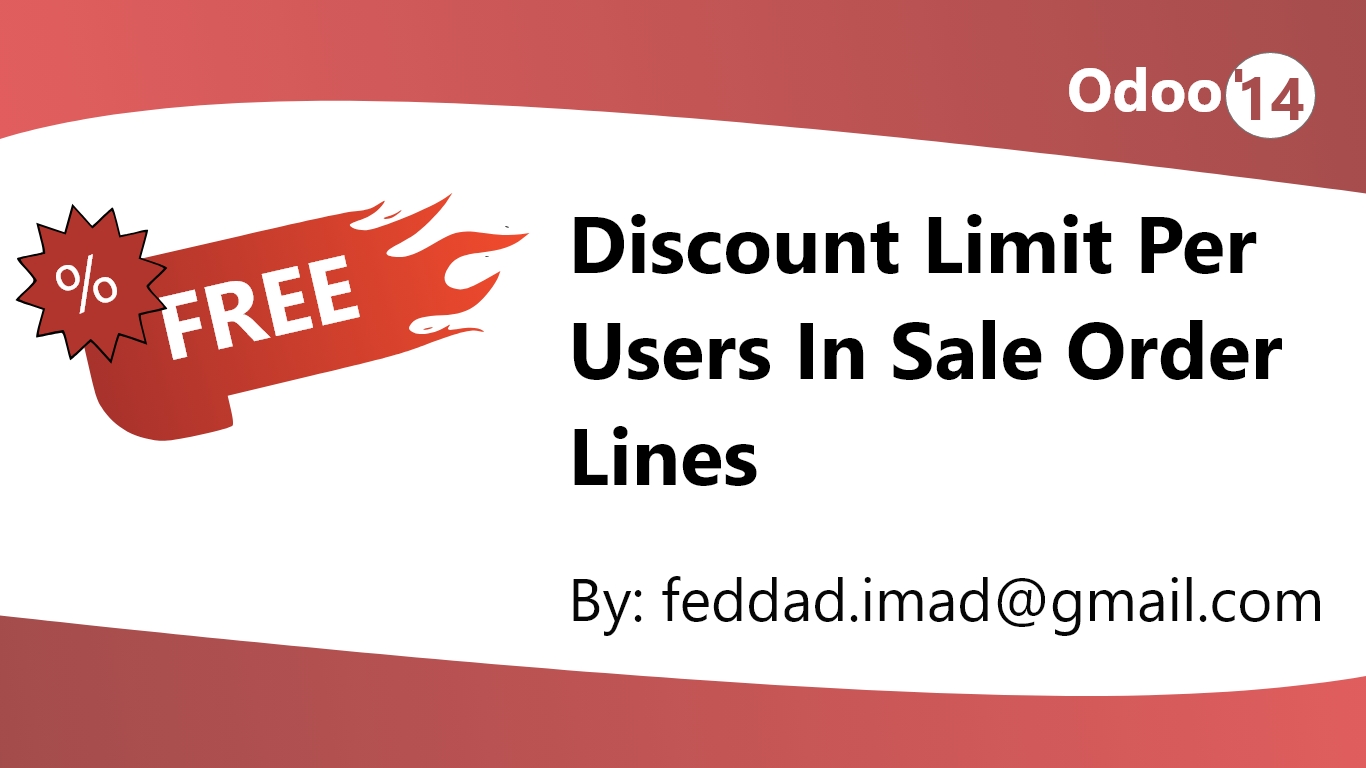 Odoo 14
% FREE
Discount Limit Per
Users In Sale Order
Lines
By: feddad.imad@gmail.com